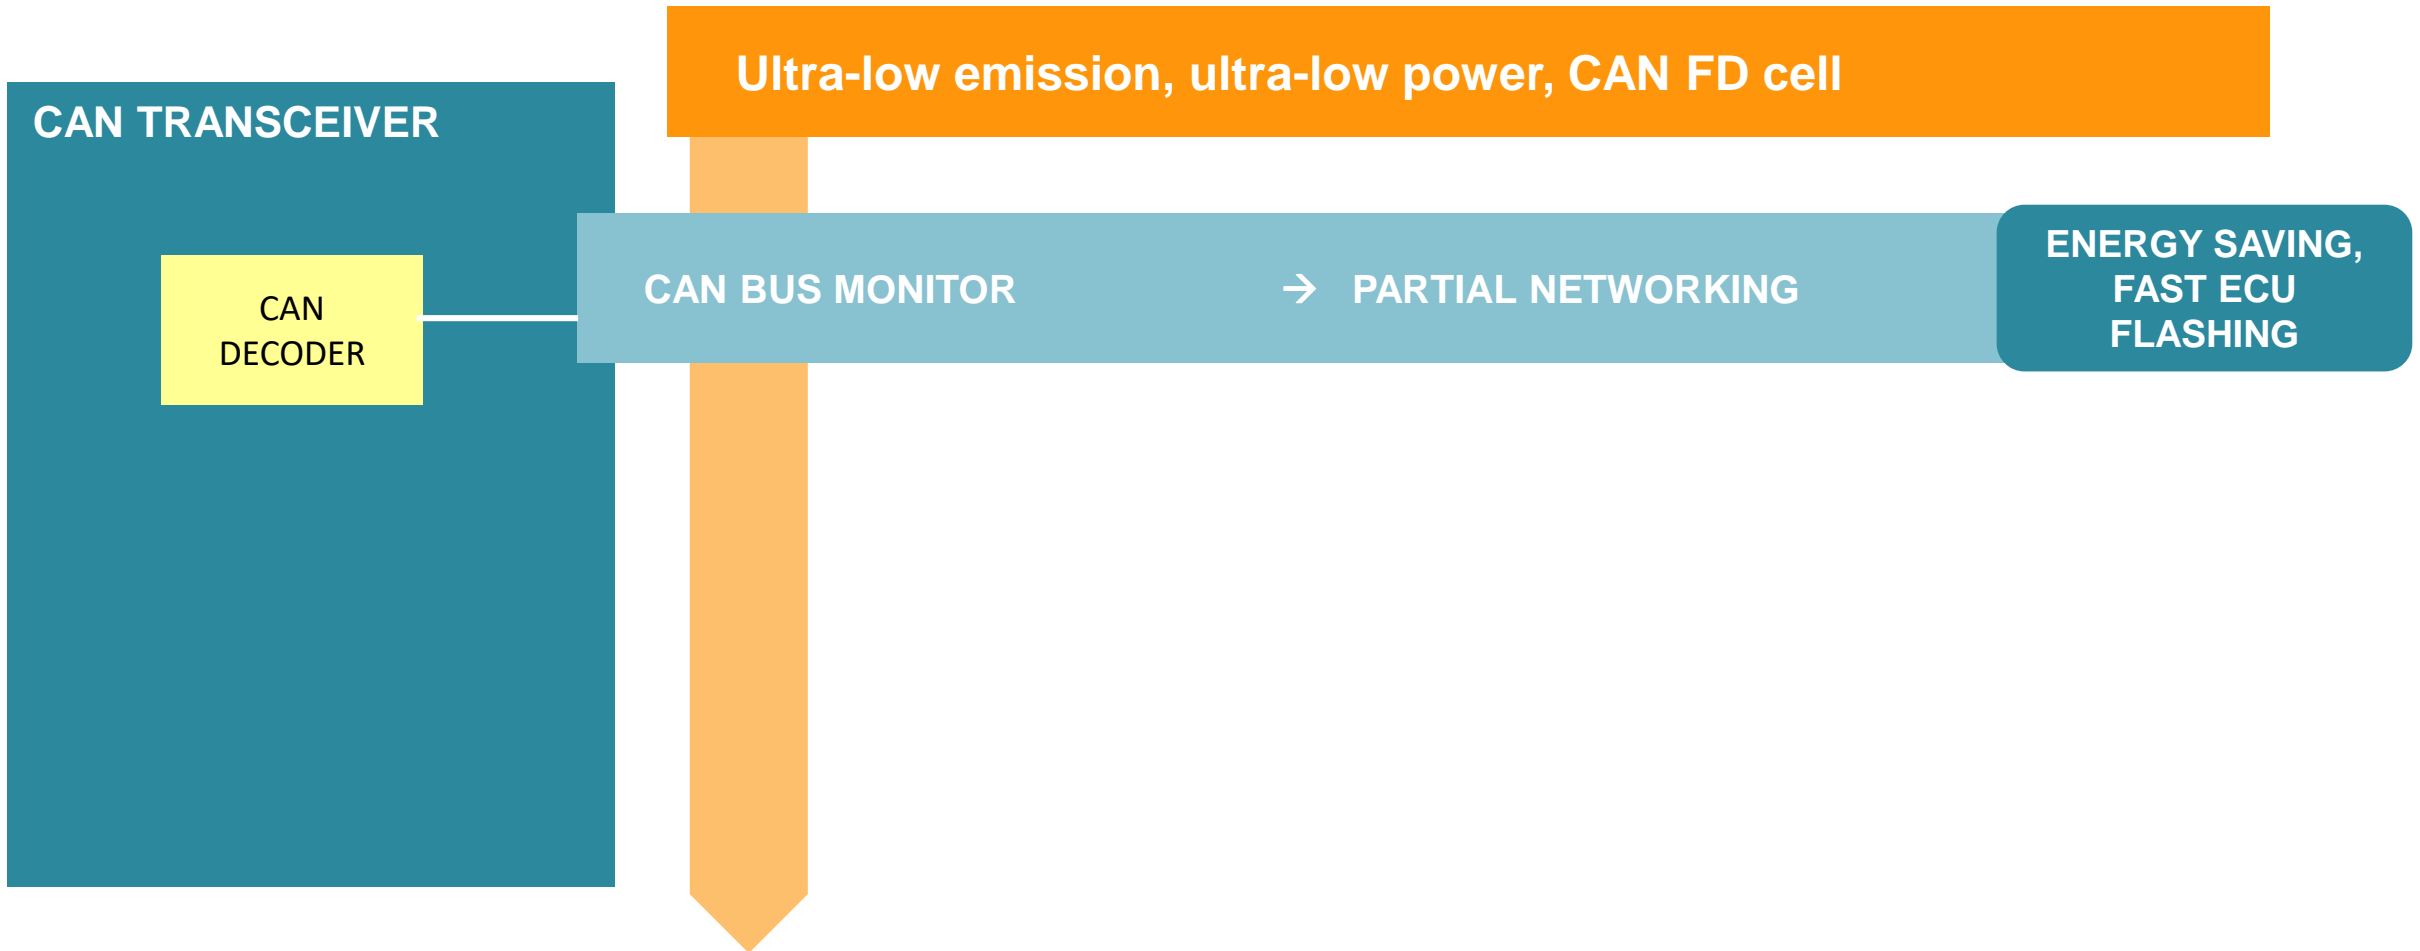 Ultra-low emission, ultra-low power, CAN FD cell
CAN TRANSCEIVER
CAN
DECODER
CAN BUS MONITOR → PARTIAL NETWORKING
ENERGY SAVING,
FAST ECU
FLASHING